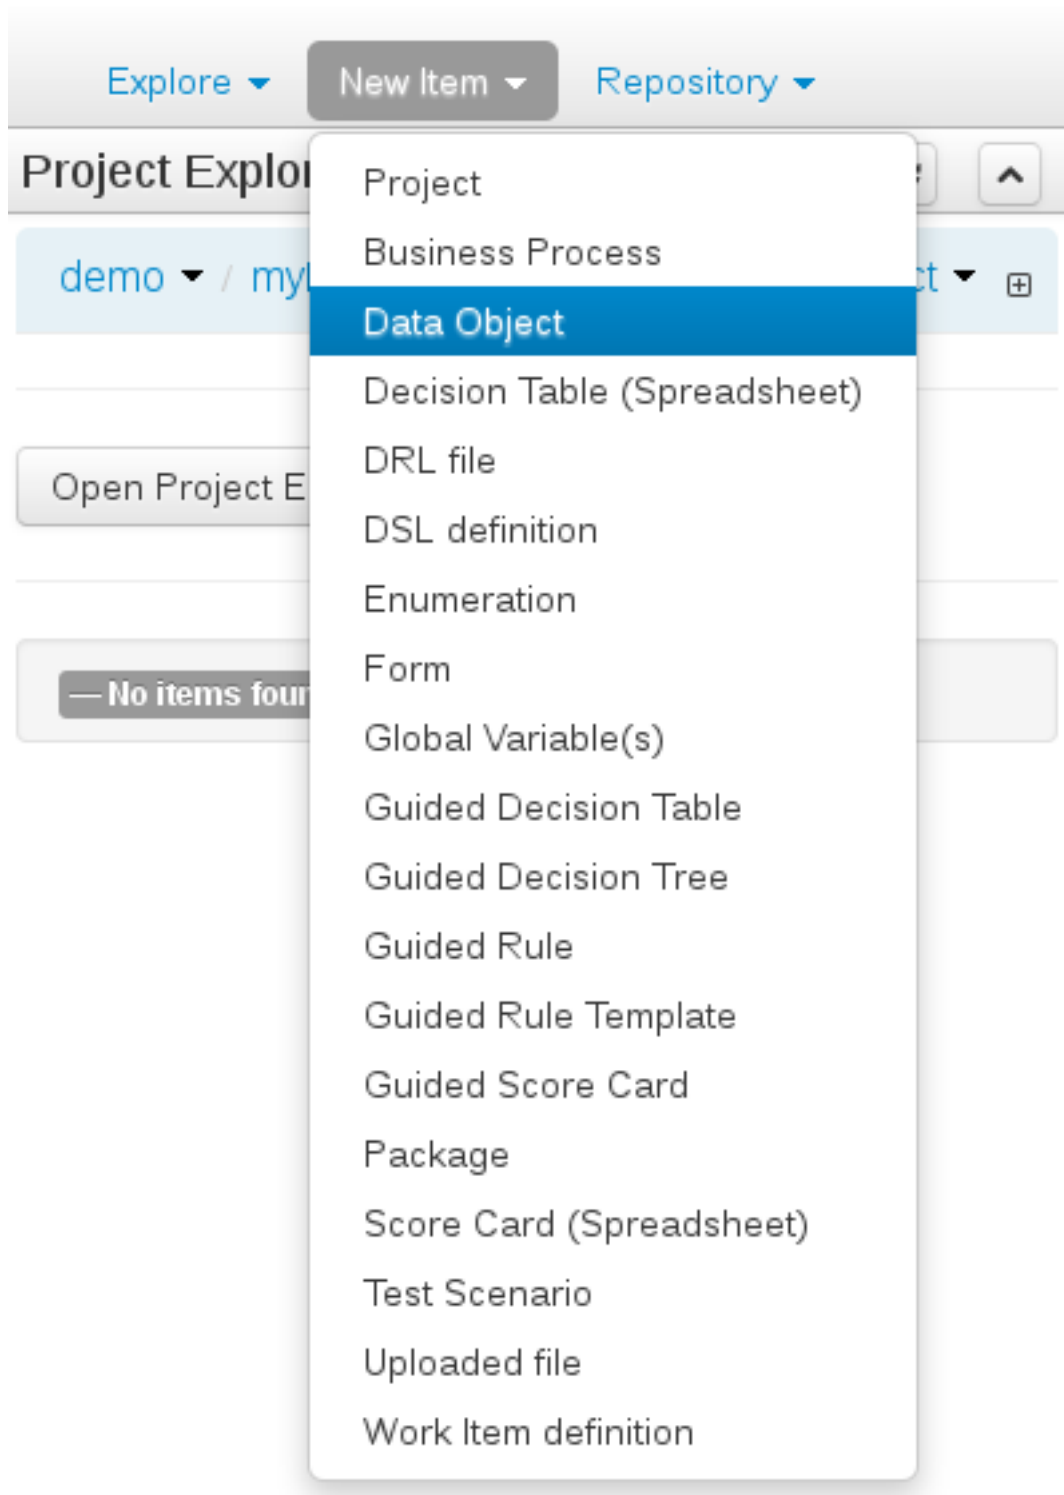 Explore New Item Repository
Project
Project
Business Process
demo / 
Data Object
Decision Table (Spreadsheet)
DRL file
Open Project
DSL definition
Enumeration
Form
— No items
Global Variable(s)
Guided Decision Table
Guided Decision Tree
Guided Rule
Guided Rule Template
Guided Score Card
Package
Score Card (Spreadsheet)
Test Scenario
Uploaded file
Work Item definition